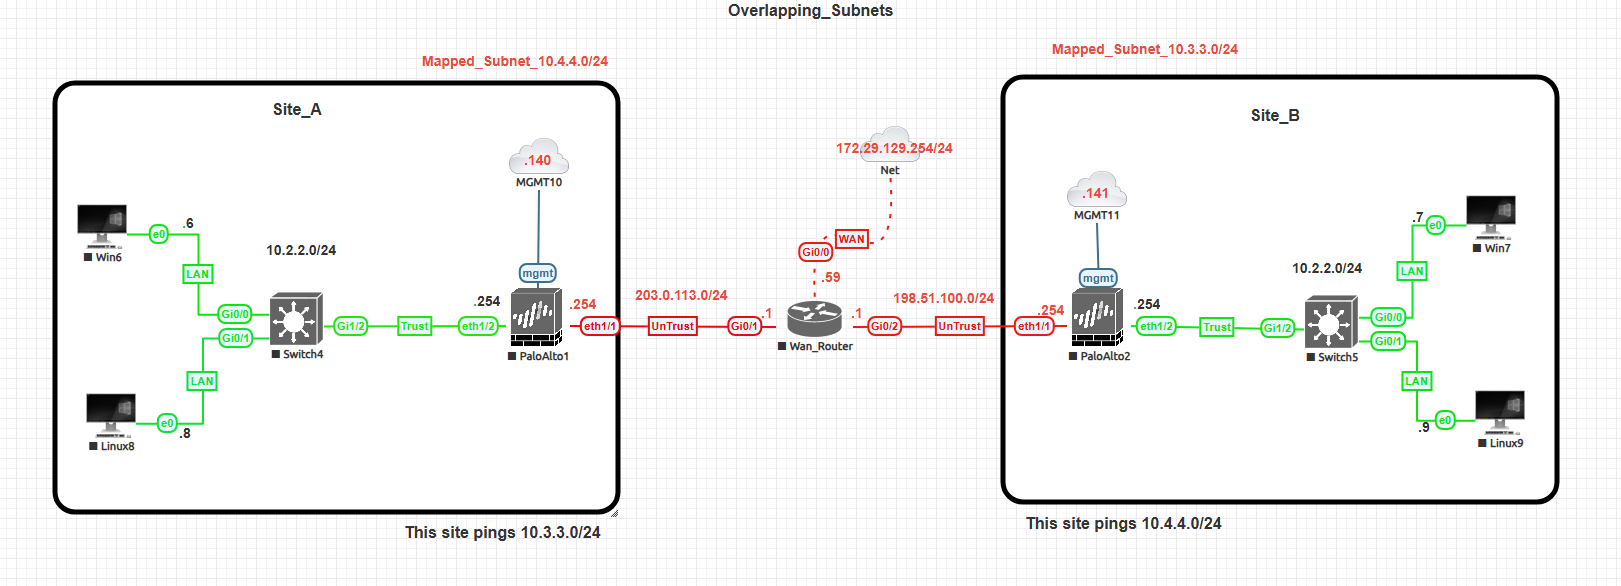 Overlapping_Subnets
Mapped_Subnet_10.4.4.0/24
Mapped_Subnet_10.3.3.0/24
Site_A
Site_B
172.29.129.254/24
Net
.140
MGMT10
.141
MGMT11
.6
e0
Win6
LAN
10.2.2.0/24
mgmt
WAN
Gi0/0
.59
.7
e0
Win7
LAN
10.2.2.0/24
mgmt
Gi0/0
Gi0/1
Switch4
Gi1/2
Trust
eth1/2
.254
PaloAlto1
.254
eth1/1
203.0.113.0/24
UnTrust
Gi0/1
.1
Wan_Router
.1
Gi0/2
198.51.100.0/24
UnTrust
eth1/1
.254
PaloAlto2
.254
eth1/2
Trust
Gi1/2
Switch5
Gi0/0
Gi0/1
LAN
e0
.8
Linux8
LAN
e0
.9
Linux9
This site pings 10.3.3.0/24
This site pings 10.4.4.0/24